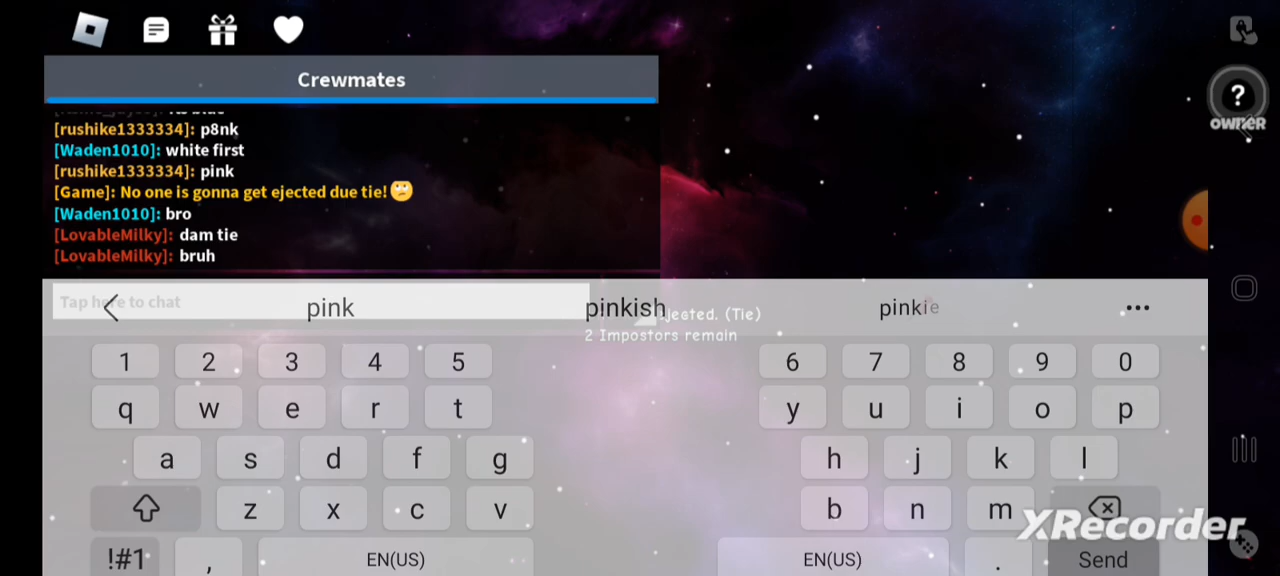 ?
OWNER
Crewmates
[rushike1333334]: p8nk
[Waden1010]: white first
[rushike1333334]: pink
[Game]: No one is gonna get ejected due tie!🙄
[Waden1010]: bro
[LovableMilky]: dam tie
[LovableMilky]: bruh
Tap here to chat
pink pinkish pinkie
jected. (Tie)
2 Impostors remain
1 2 3 4 5 6 7 8 9 0
q w e r t y u i o p
a s d f g h j k l
z x c v b n m
XRecorder
!#1 , EN(US) EN(US) . Send